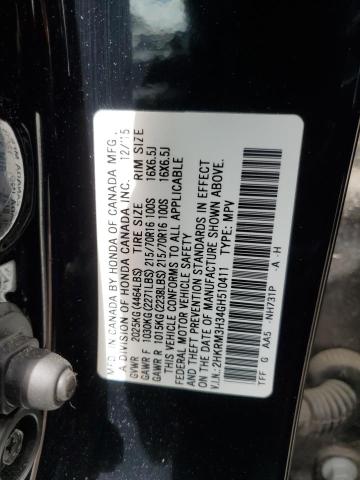 MFD. IN CANADA BY HONDA OF CANADA MFG.
A DIVISION OF HONDA CANADA INC. 12/15
GVWR 2025KG(4464LBS) TIRE SIZE RIM SIZE
GAWR F 1030KG(2271LBS) 215/70R16 100S 16X6.5J
GAWR R 1015KG(2238LBS) 215/70R16 100S 16X6.5J
THIS VEHICLE CONFORMS TO ALL APPLICABLE
FEDERAL MOTOR VEHICLE SAFETY
AND THEFT PREVENTION STANDARDS IN EFFECT
ON THE DATE OF MANUFACTURE SHOWN ABOVE.
V.I.N.:2HKRM3H34GH510411 TYPE: MPV
TFF G AA5 NH731P -A -H